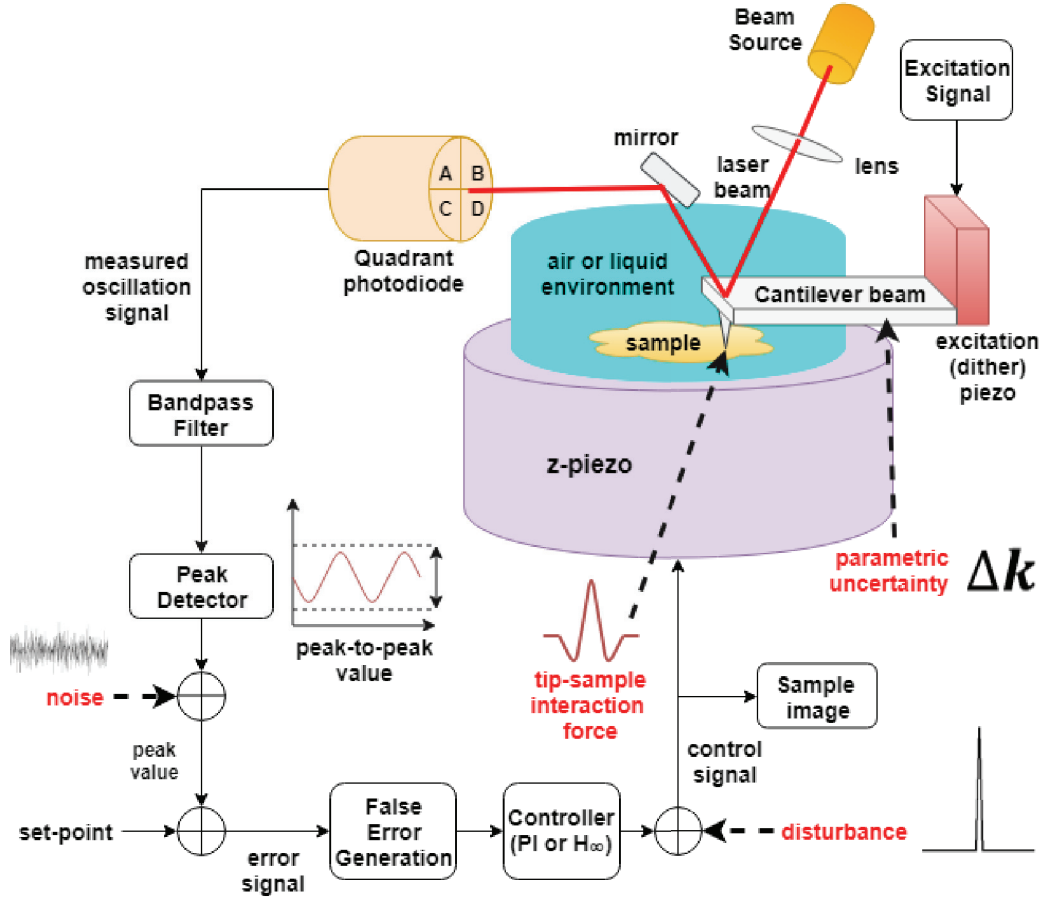 Beam
Source
Excitation
Signal
mirror
laser
beam
lens
A B
C D
Quadrant
photodiode
measured
oscillation
signal
air or liquid
environment
Cantilever beam
sample
excitation
(dither)
piezo
Bandpass
Filter
z-piezo
Peak
Detector
peak-to-peak
value
parametric
uncertainty
Δk
noise
tip-sample
interaction
force
Sample
image
peak
value
control
signal
set-point
error
signal
False
Error
Generation
Controller
(PI or H∞)
disturbance